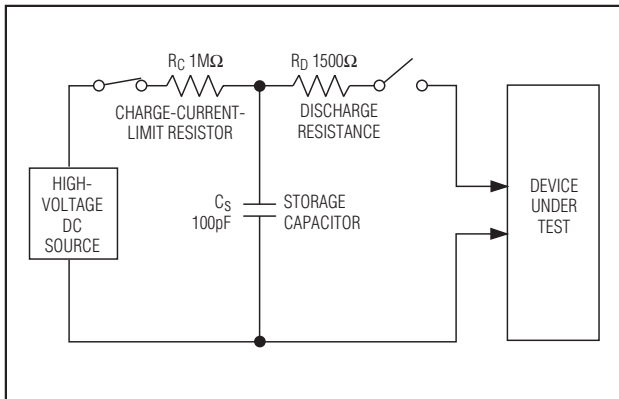 RC 1MΩ
CHARGE-CURRENT-
LIMIT RESISTOR
RD 1500Ω
DISCHARGE
RESISTANCE
HIGH-
VOLTAGE
DC
SOURCE
CS
100pF
STORAGE
CAPACITOR
DEVICE
UNDER
TEST